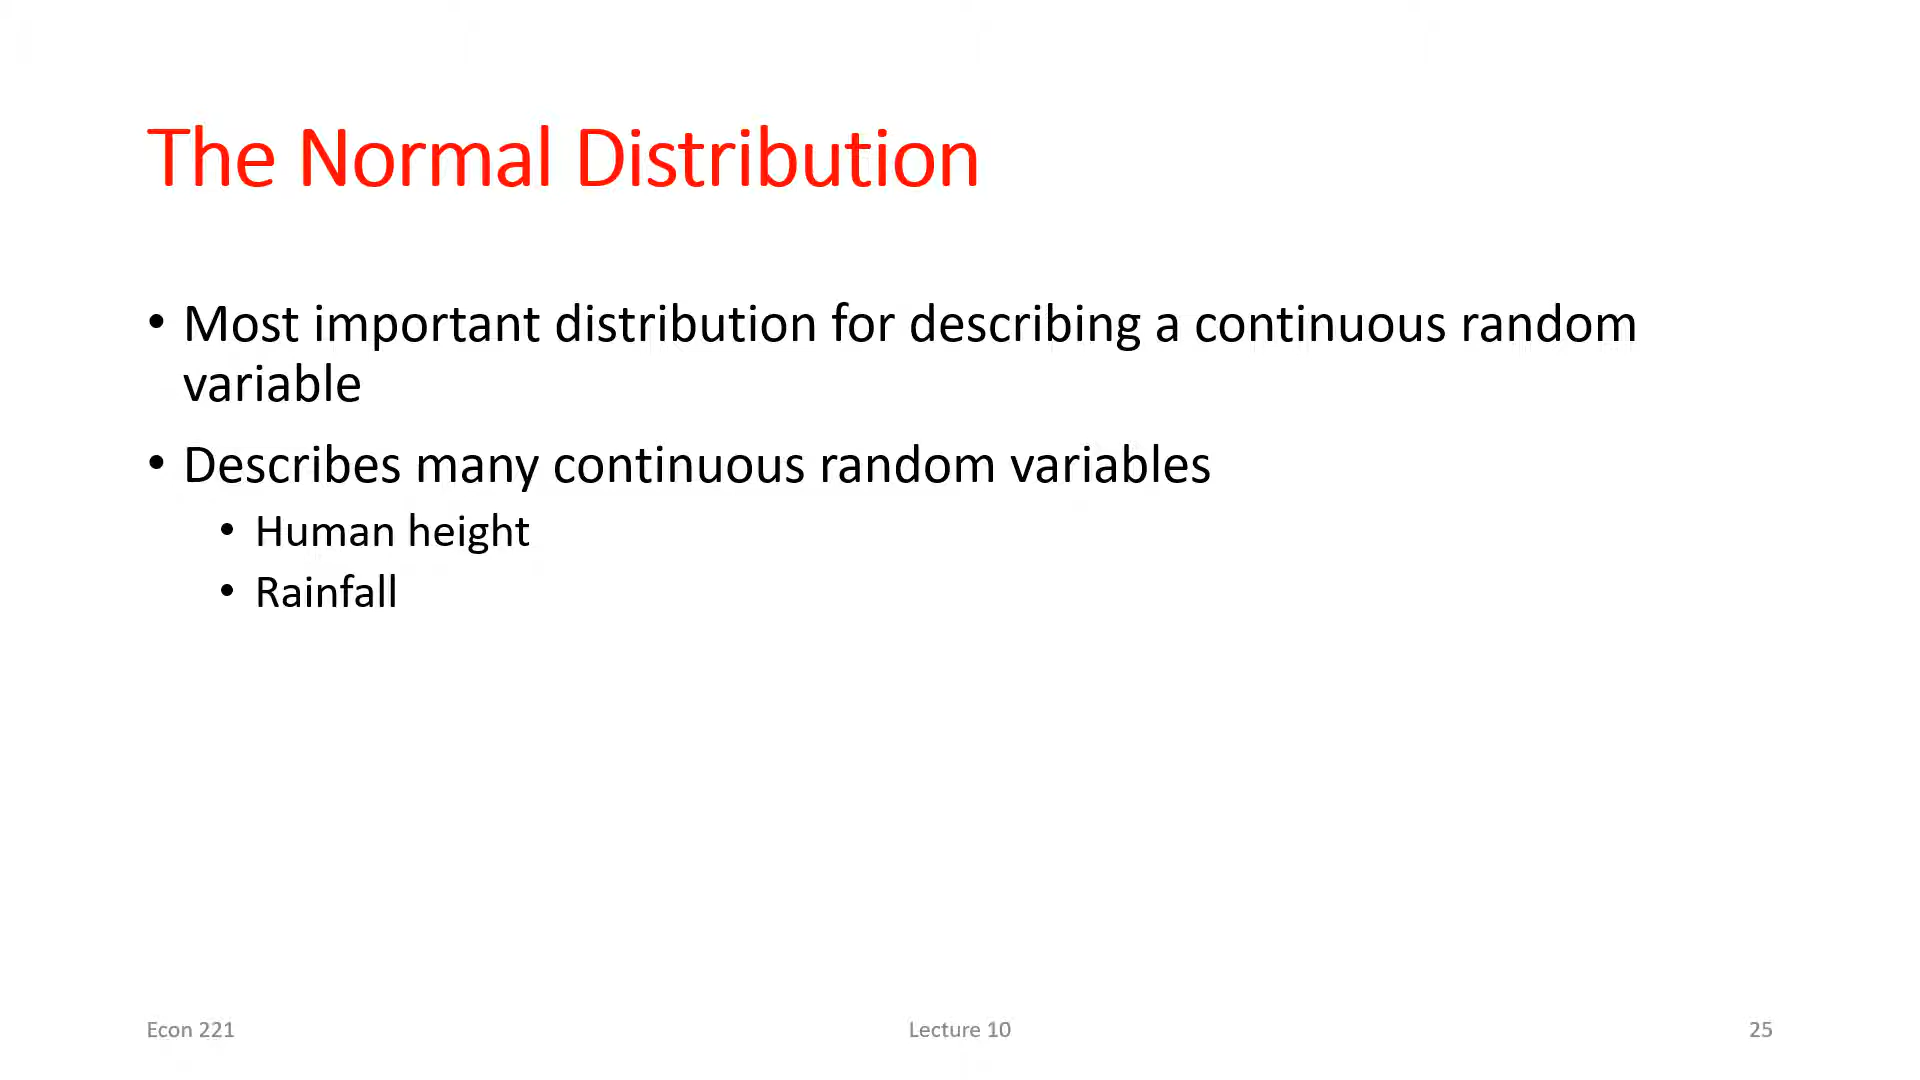 The Normal Distribution
• Most important distribution for describing a continuous random
variable
• Describes many continuous random variables
• Human height
• Rainfall
Econ 221
Lecture 10
25